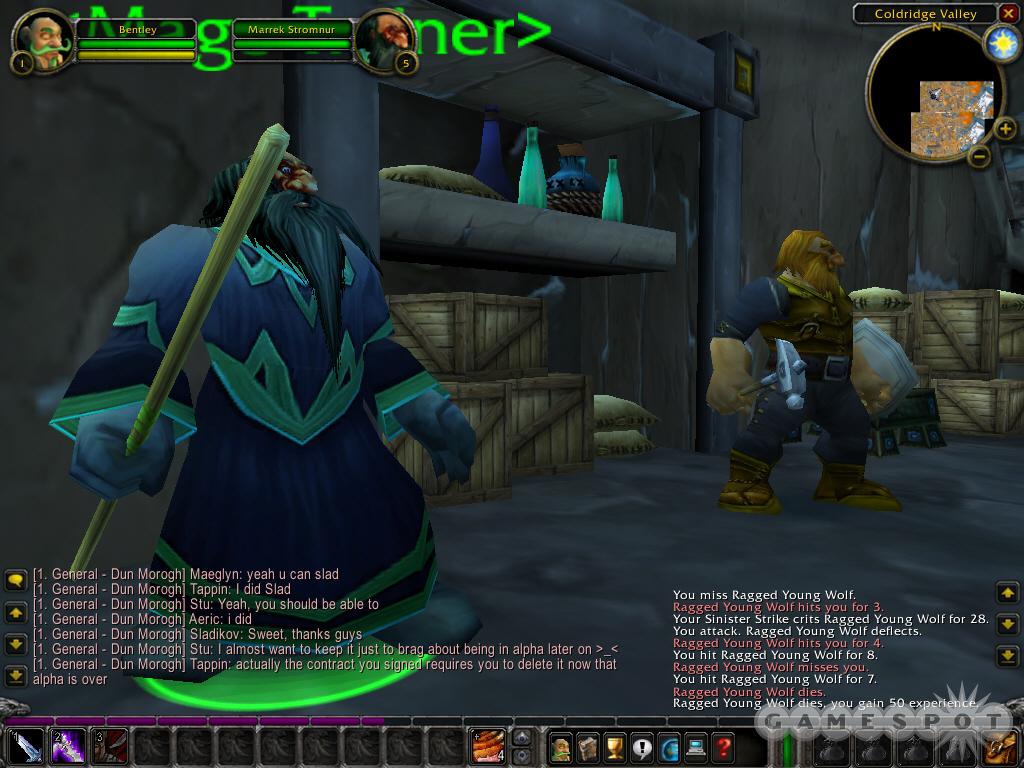 <Mage Trainer>
Bentley
Marrek Stromnur
1
5
Coldridge Valley
N
[1. General - Dun Morogh] Maeglyn: yeah u can slad
[1. General - Dun Morogh] Tappin: I did Slad
[1. General - Dun Morogh] Stu: Yeah, you should be able to
[1. General - Dun Morogh] Aeric: i did
[1. General - Dun Morogh] Sladikov: Sweet, thanks guys
[1. General - Dun Morogh] Stu: I almost want to keep it just to brag about being in alpha later on >_<
[1. General - Dun Morogh] Tappin: actually the contract you signed requires you to delete it now that
alpha is over
You miss Ragged Young Wolf.
Ragged Young Wolf hits you for 3.
Your Sinister Strike crits Ragged Young Wolf for 28.
You attack. Ragged Young Wolf deflects.
Ragged Young Wolf hits you for 4.
You hit Ragged Young Wolf for 8.
Ragged Young Wolf misses you.
You hit Ragged Young Wolf for 7.
Ragged Young Wolf dies.
Ragged Young Wolf dies, you gain 50 experience.
GAMESPOT
1
2
3
4